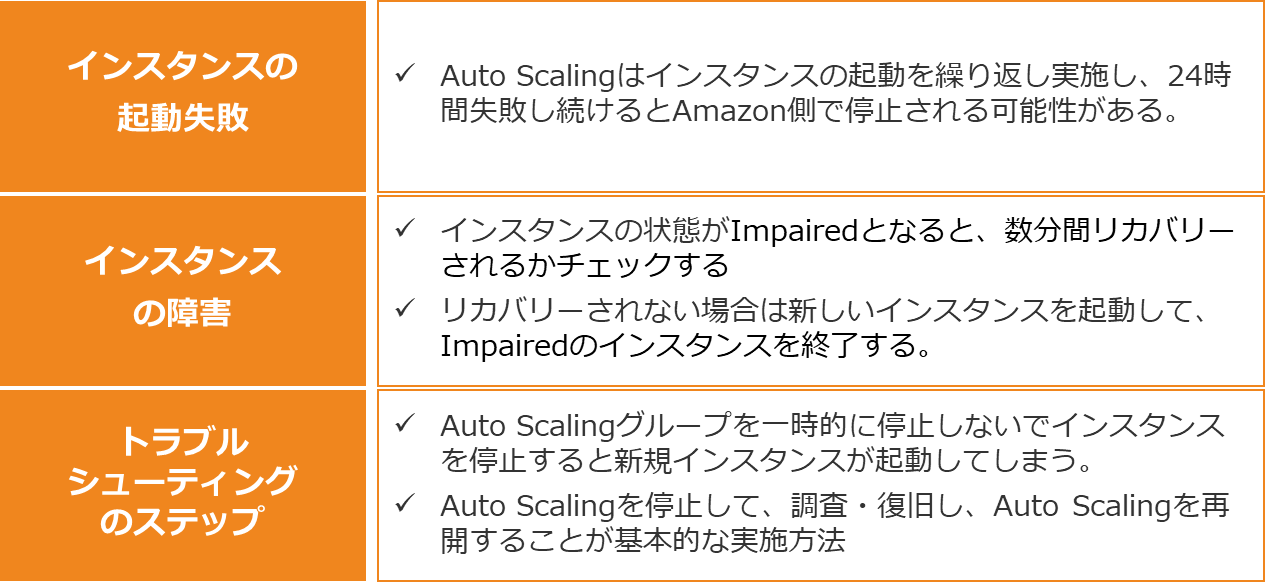 インスタンスの
起動失敗
✓ Auto Scalingはインスタンスの起動を繰り返し実施し、24時
間失敗し続けるとAmazon側で停止される可能性がある。
インスタンス
の障害
✓ インスタンスの状態がImpairedとなると、数分間リカバリー
されるかチェックする
✓ リカバリーされない場合は新しいインスタンスを起動して、
Impairedのインスタンスを終了する。
トラブル
シューティング
のステップ
✓ Auto Scalingグループを一時的に停止しないでインスタンス
を停止すると新規インスタンスが起動してしまう。
✓ Auto Scalingを停止して、調査・復旧し、Auto Scalingを再
開することが基本的な実施方法